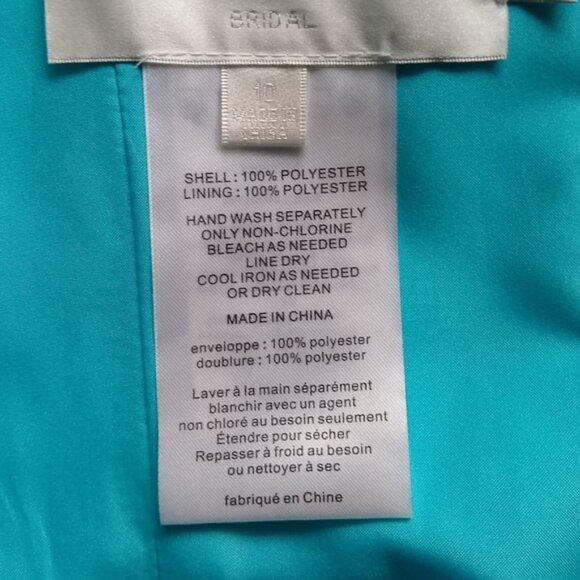 BRIDAL
10
MADE IN
CHINA
SHELL : 100% POLYESTER
LINING : 100% POLYESTER
HAND WASH SEPARATELY
ONLY NON-CHLORINE
BLEACH AS NEEDED
LINE DRY
COOL IRON AS NEEDED
OR DRY CLEAN
MADE IN CHINA
enveloppe : 100% polyester
doublure : 100% polyester
Laver à la main séparément
blanchir avec un agent
non chloré au besoin seulement
Étendre pour sécher
Repasser à froid au besoin
ou nettoyer à sec
fabriqué en Chine